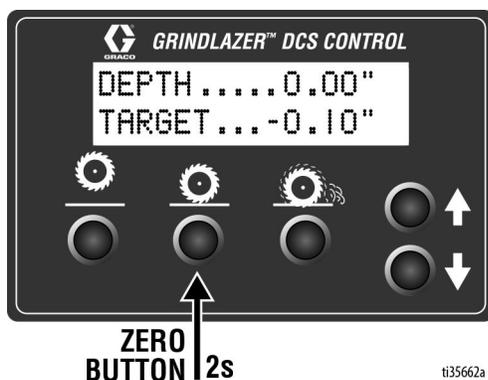 GRACO
GRINDLAZER™ DCS CONTROL
DEPTH.....0.00"
TARGET...-0.10"
ZERO
BUTTON
2s
ti35662a